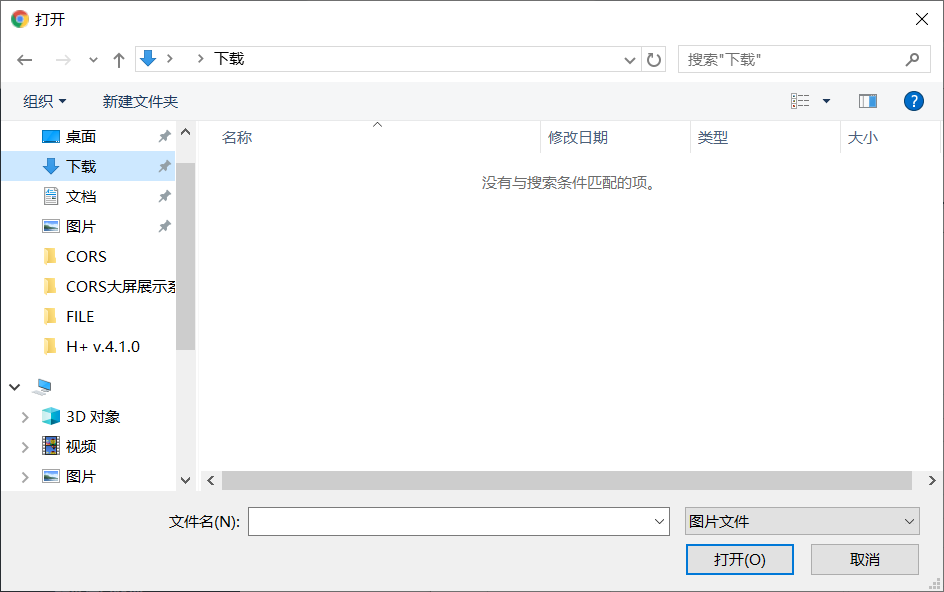 打开
下载
搜索"下载"
组织
新建文件夹
?
桌面
下载
文档
图片
CORS
CORS大屏展示系
FILE
H+ v.4.1.0
3D 对象
视频
图片
名称
修改日期
类型
大小
没有与搜索条件匹配的项。
文件名(N):
图片文件
打开(O)
取消